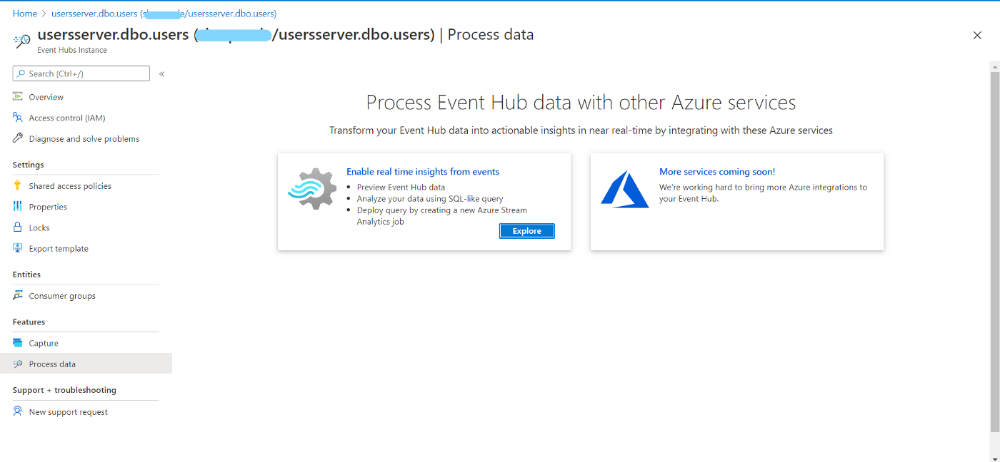 Home > usersserver.dbo.users (s e/usersserver.dbo.users)
usersserver.dbo.users ( /usersserver.dbo.users) | Process data
Event Hubs Instance
Search (Ctrl+/)
«
Overview
Access control (IAM)
Diagnose and solve problems
Settings
Shared access policies
Properties
Locks
Export template
Entities
Consumer groups
Features
Capture
Process data
Support + troubleshooting
New support request
Process Event Hub data with other Azure services
Transform your Event Hub data into actionable insights in near real-time by integrating with these Azure services
Enable real time insights from events
• Preview Event Hub data
• Analyze your data using SQL-like query
• Deploy query by creating a new Azure Stream
Analytics job
Explore
More services coming soon!
We're working hard to bring more Azure integrations to
your Event Hub.